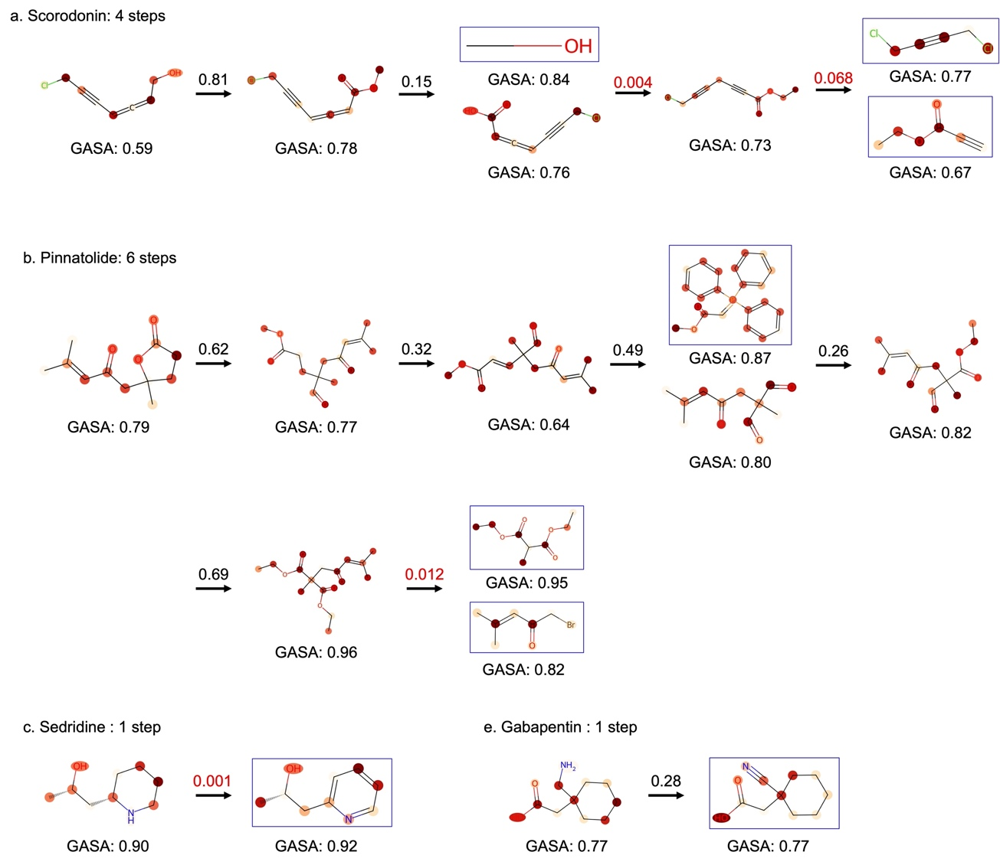 a. Scorodonin: 4 steps
Cl
OH
C
GASA: 0.59
0.81
GASA: 0.78
0.15
OH
GASA: 0.84
HO
C
GASA: 0.76
0.004
GASA: 0.73
0.068
Cl
Cl
GASA: 0.77
O
GASA: 0.67
b. Pinnatolide: 6 steps
O
O
O
GASA: 0.79
0.62
GASA: 0.77
0.32
O
GASA: 0.64
0.49
O
GASA: 0.87
O
GASA: 0.80
0.26
GASA: 0.82
0.69
O
O
GASA: 0.96
0.012
O
O
O
O
GASA: 0.95
O
Br
GASA: 0.82
c. Sedridine : 1 step
OH
N
H
GASA: 0.90
0.001
OH
N
GASA: 0.92
e. Gabapentin : 1 step
NH₂
O
GASA: 0.77
0.28
N
O
HO
GASA: 0.77